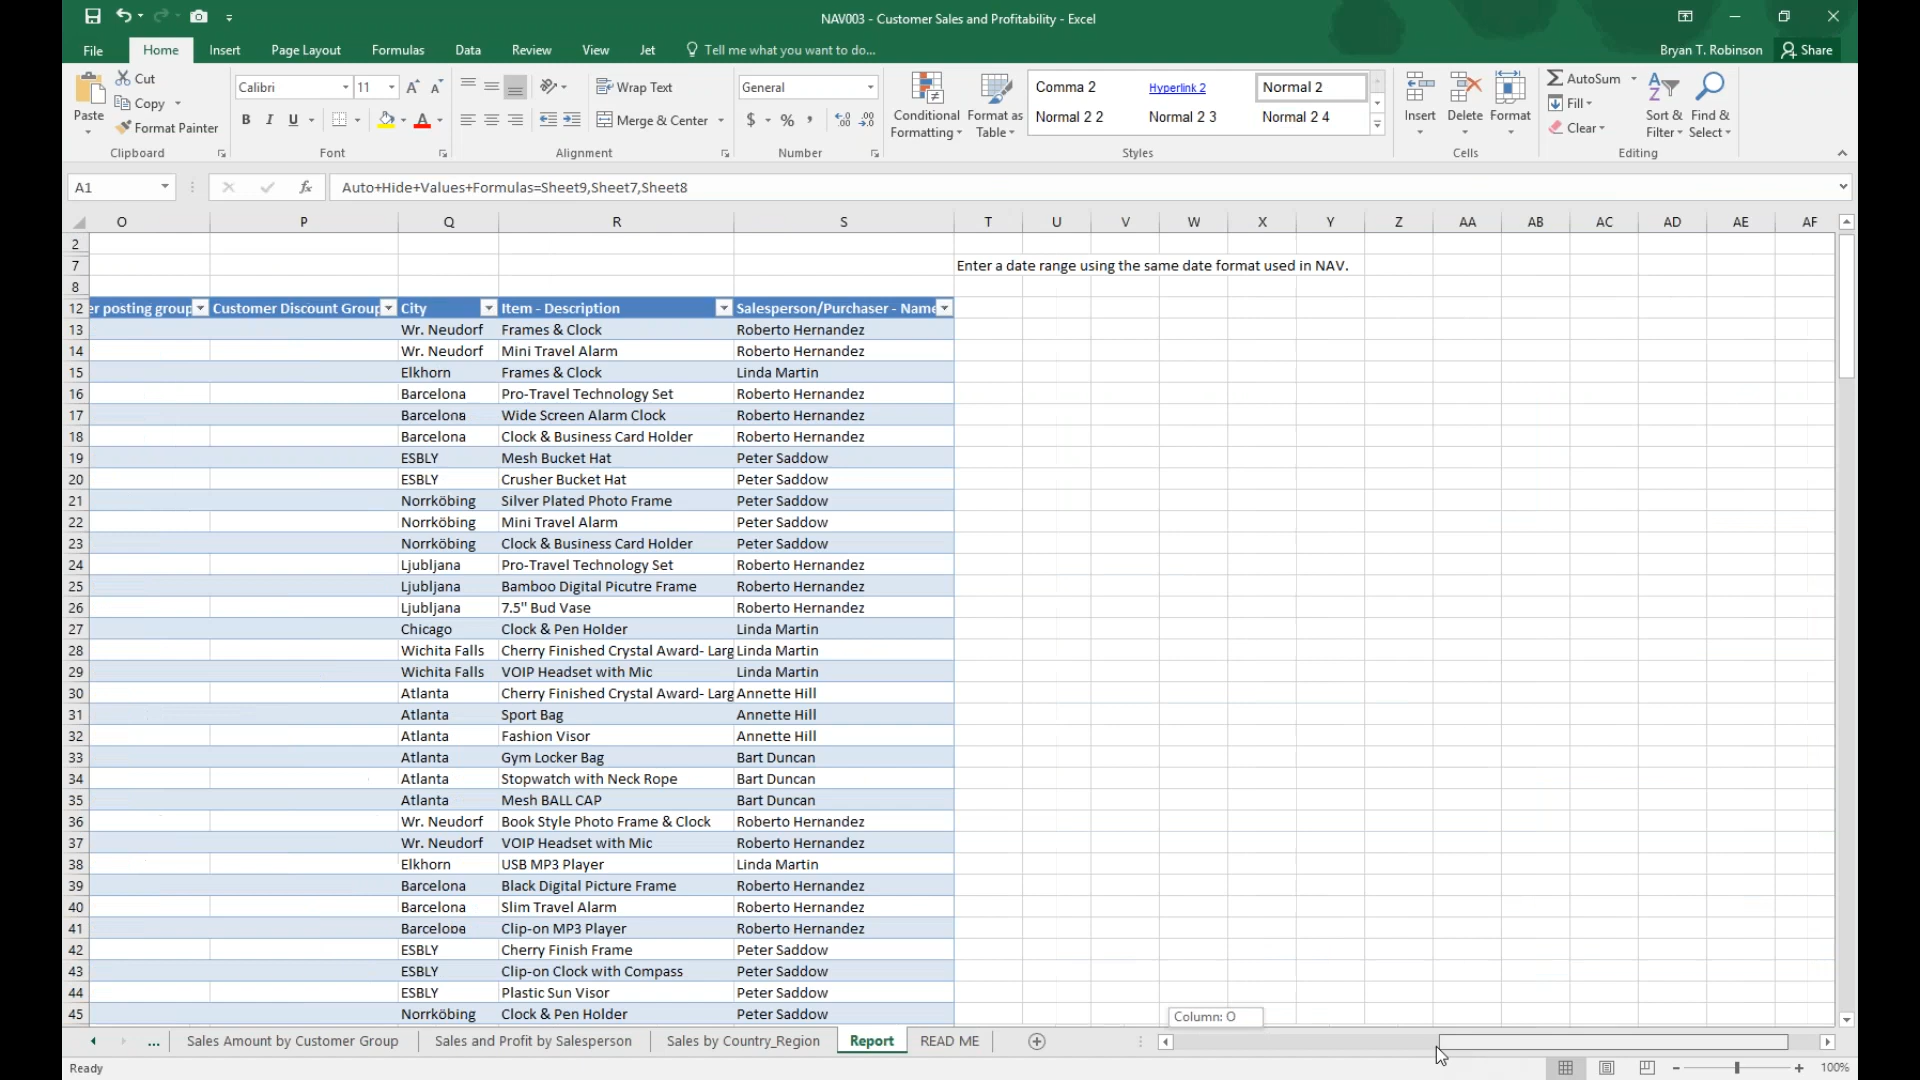 NAV003 - Customer Sales and Profitability - Excel
File Home Insert Page Layout Formulas Data Review View Jet Tell me what you want to do... Bryan T. Robinson Share
Cut
Copy
Format Painter
Paste
Clipboard
Calibri 11
B I U
Font
Wrap Text
Merge & Center
Alignment
General
$ % ,
Number
Conditional Formatting
Format as Table
Comma 2 Hyperlink 2 Normal 2
Normal 2 2 Normal 2 3 Normal 2 4
Styles
Insert Delete Format
Cells
AutoSum
Fill
Clear
Sort & Filter
Find & Select
Editing
A1 fx Auto+Hide+Values+Formulas=Sheet9,Sheet7,Sheet8
O P Q R S T U V W X Y Z AA AB AC AD AE AF
2
7 Enter a date range using the same date format used in NAV.
8
12 er posting group Customer Discount Group City Item - Description Salesperson/Purchaser - Name
13 Wr. Neudorf Frames & Clock Roberto Hernandez
14 Wr. Neudorf Mini Travel Alarm Roberto Hernandez
15 Elkhorn Frames & Clock Linda Martin
16 Barcelona Pro-Travel Technology Set Roberto Hernandez
17 Barcelona Wide Screen Alarm Clock Roberto Hernandez
18 Barcelona Clock & Business Card Holder Roberto Hernandez
19 ESBLY Mesh Bucket Hat Peter Saddow
20 ESBLY Crusher Bucket Hat Peter Saddow
21 Norrköbing Silver Plated Photo Frame Peter Saddow
22 Norrköbing Mini Travel Alarm Peter Saddow
23 Norrköbing Clock & Business Card Holder Peter Saddow
24 Ljubljana Pro-Travel Technology Set Roberto Hernandez
25 Ljubljana Bamboo Digital Picutre Frame Roberto Hernandez
26 Ljubljana 7.5" Bud Vase Roberto Hernandez
27 Chicago Clock & Pen Holder Linda Martin
28 Wichita Falls Cherry Finished Crystal Award- Larg Linda Martin
29 Wichita Falls VOIP Headset with Mic Linda Martin
30 Atlanta Cherry Finished Crystal Award- Larg Annette Hill
31 Atlanta Sport Bag Annette Hill
32 Atlanta Fashion Visor Annette Hill
33 Atlanta Gym Locker Bag Bart Duncan
34 Atlanta Stopwatch with Neck Rope Bart Duncan
35 Atlanta Mesh BALL CAP Bart Duncan
36 Wr. Neudorf Book Style Photo Frame & Clock Roberto Hernandez
37 Wr. Neudorf VOIP Headset with Mic Roberto Hernandez
38 Elkhorn USB MP3 Player Linda Martin
39 Barcelona Black Digital Picture Frame Roberto Hernandez
40 Barcelona Slim Travel Alarm Roberto Hernandez
41 Barcelona Clip-on MP3 Player Roberto Hernandez
42 ESBLY Cherry Finish Frame Peter Saddow
43 ESBLY Clip-on Clock with Compass Peter Saddow
44 ESBLY Plastic Sun Visor Peter Saddow
45 Norrköbing Clock & Pen Holder Peter Saddow
Column: O
... Sales Amount by Customer Group Sales and Profit by Salesperson Sales by Country_Region Report READ ME
Ready 100%